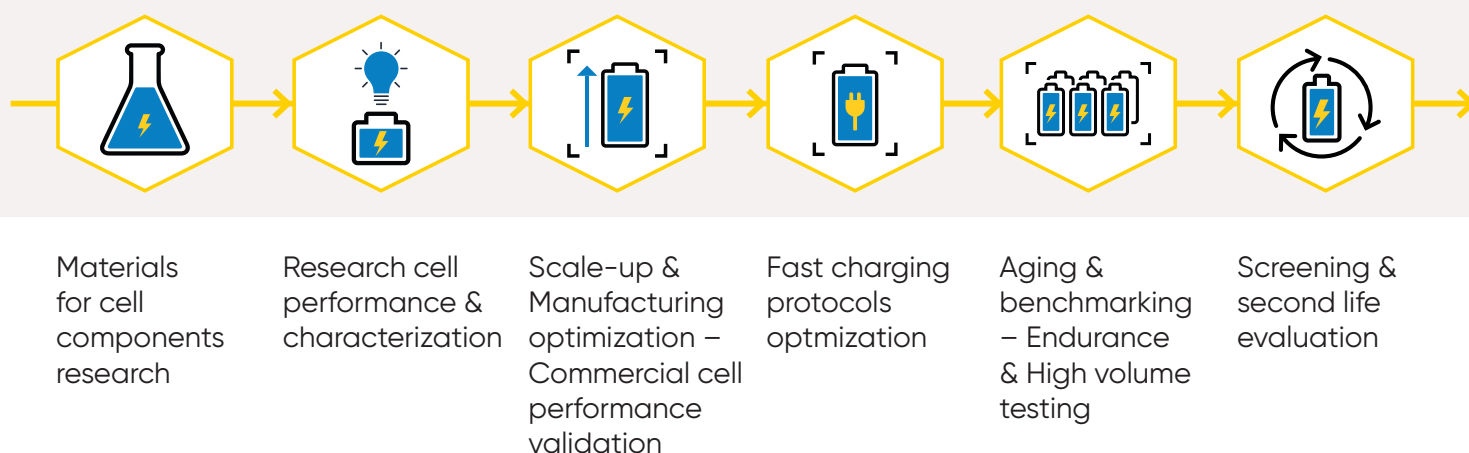 Materials
for cell
components
research
Research cell
performance &
characterization
Scale-up &
Manufacturing
optimization –
Commercial cell
performance
validation
Fast charging
protocols
optmization
Aging &
benchmarking
– Endurance
& High volume
testing
Screening &
second life
evaluation